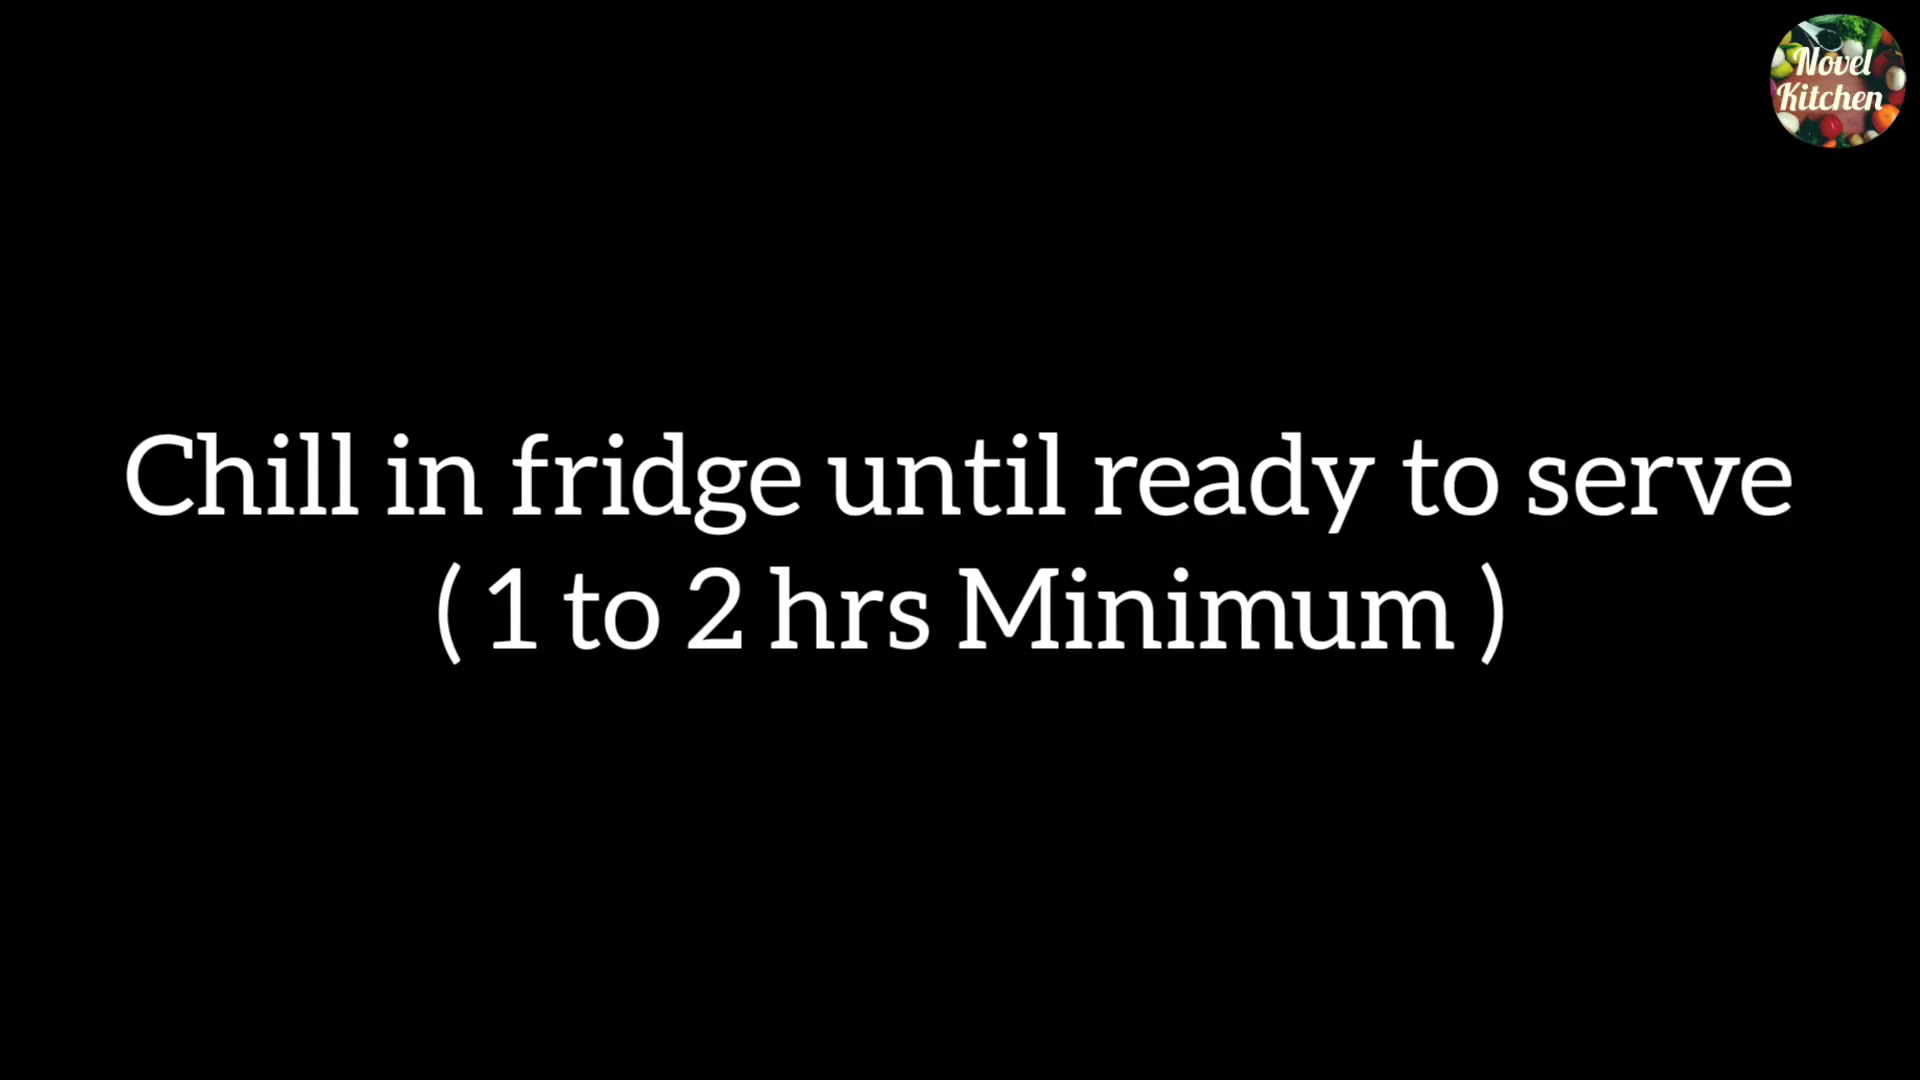 Novel
Kitchen
Chill in fridge until ready to serve
( 1 to 2 hrs Minimum )